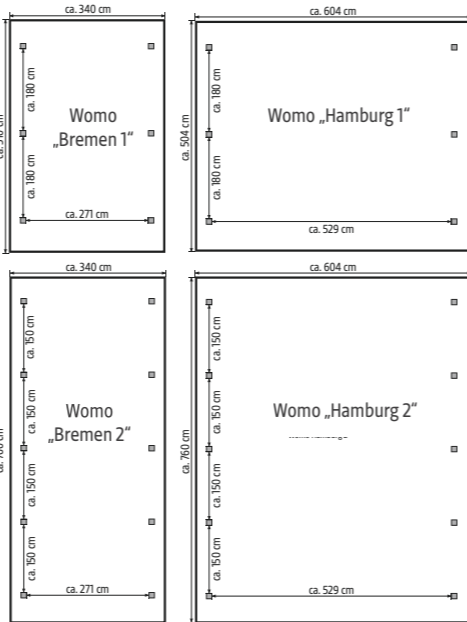 ca. 340 cm
ca. 180 cm
ca. 180 cm
Womo
„Bremen 1“
ca. 271 cm
ca. 604 cm
ca. 504 cm
ca. 180 cm
ca. 180 cm
Womo „Hamburg 1“
ca. 529 cm
ca. 340 cm
ca. 150 cm
ca. 150 cm
ca. 150 cm
ca. 150 cm
Womo
„Bremen 2“
ca. 271 cm
ca. 604 cm
ca. 760 cm
ca. 150 cm
ca. 150 cm
ca. 150 cm
ca. 150 cm
Womo „Hamburg 2“
ca. 529 cm